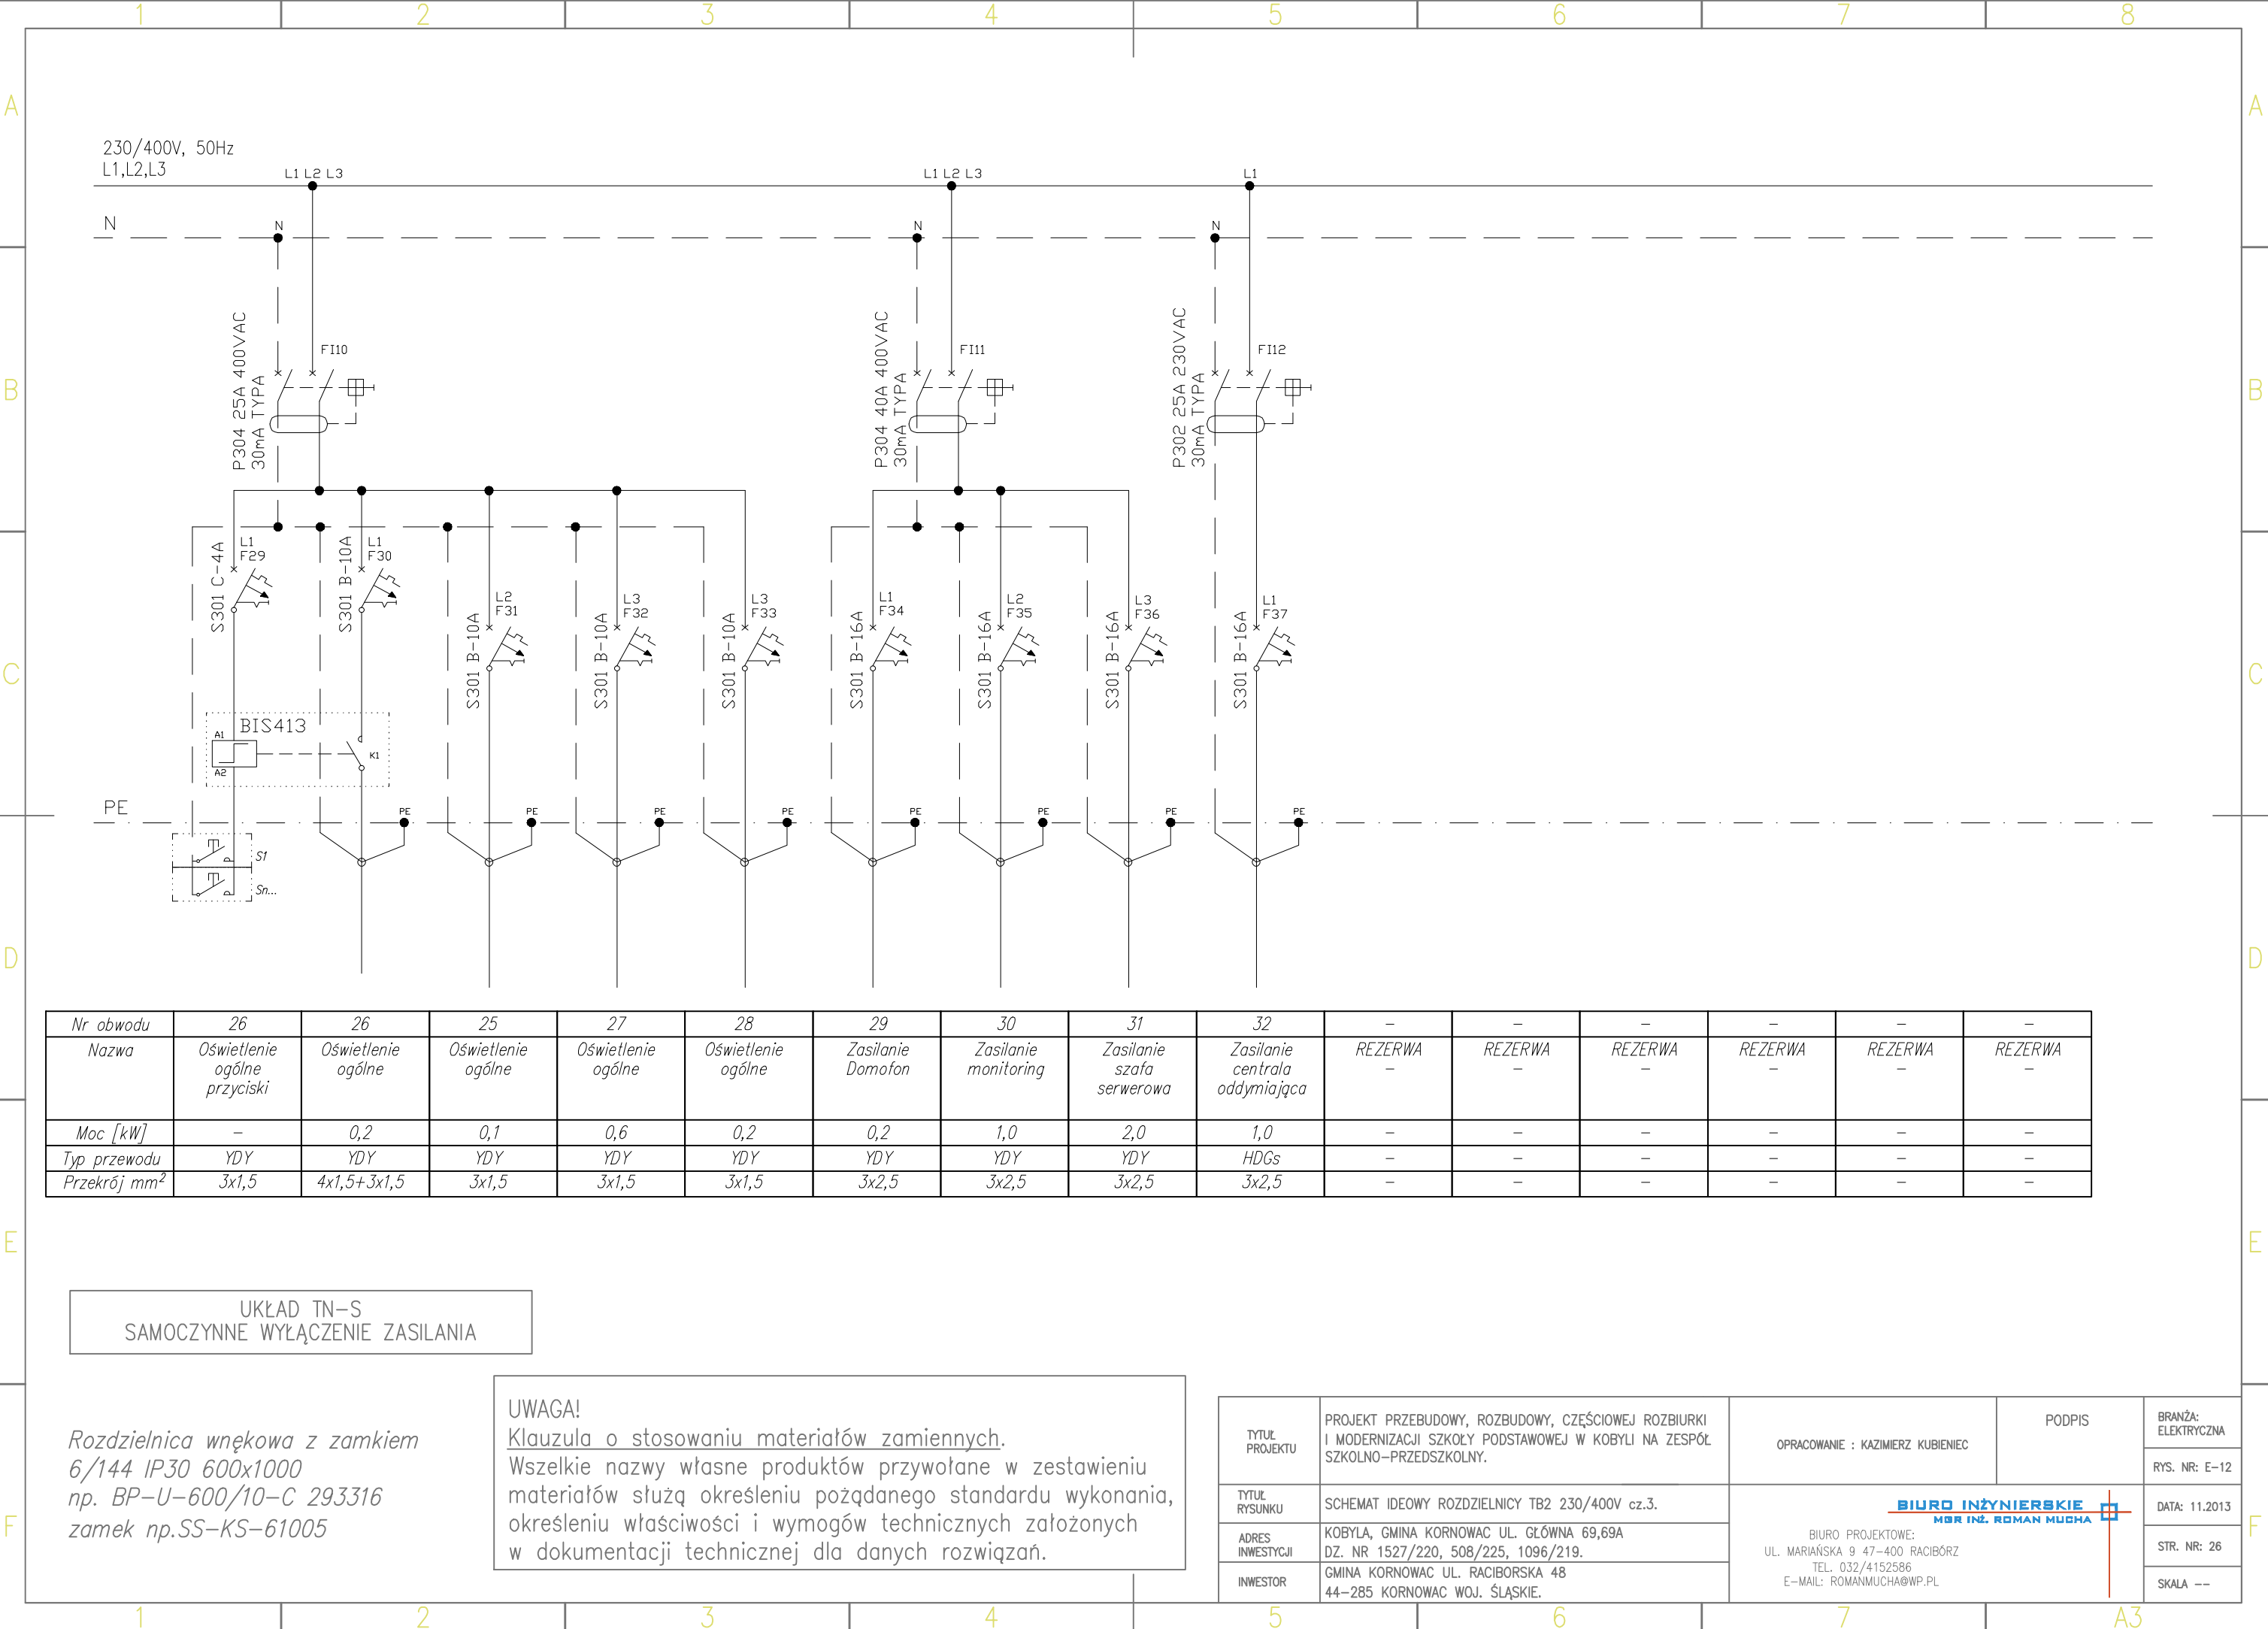 1 2 3 4 5 6 7 8
A A
B B
C C
D D
E E
F F
230/400V, 50Hz
L1,L2,L3
L1 L2 L3
L1 L2 L3
L1
N
N
N
N
P304 25A 400VAC
30mA TYPA
FI10
P304 40A 400VAC
30mA TYPA
FI11
P302 25A 230VAC
30mA TYPA
FI12
S301 C-4A
L1
F29
S301 B-10A
L1
F30
S301 B-10A
L2
F31
S301 B-10A
L3
F32
S301 B-10A
L3
F33
S301 B-16A
L1
F34
S301 B-16A
L2
F35
S301 B-16A
L3
F36
S301 B-16A
L1
F37
BIS413
A1
A2
K1
PE
PE PE PE PE PE PE PE PE
S1
Sn...
Nr obwodu 26 26 25 27 28 29 30 31 32 – – – – – –
Nazwa
Oświetlenie
ogólne
przyciski
Oświetlenie
ogólne
Oświetlenie
ogólne
Oświetlenie
ogólne
Oświetlenie
ogólne
Zasilanie
Domofon
Zasilanie
monitoring
Zasilanie
szafa
serwerowa
Zasilanie
centrala
oddymiająca
REZERWA
–
REZERWA
–
REZERWA
–
REZERWA
–
REZERWA
–
REZERWA
–
Moc [kW] – 0,2 0,1 0,6 0,2 0,2 1,0 2,0 1,0 – – – – – –
Typ przewodu YDY YDY YDY YDY YDY YDY YDY YDY HDGs – – – – – –
Przekrój mm² 3x1,5 4x1,5+3x1,5 3x1,5 3x1,5 3x1,5 3x2,5 3x2,5 3x2,5 3x2,5 – – – – – –
UKŁAD TN–S
SAMOCZYNNE WYŁĄCZENIE ZASILANIA
Rozdzielnica wnękowa z zamkiem
6/144 IP30 600x1000
np. BP–U–600/10–C 293316
zamek np.SS–KS–61005
UWAGA!
Klauzula o stosowaniu materiałów zamiennych.
Wszelkie nazwy własne produktów przywołane w zestawieniu
materiałów służą określeniu pożądanego standardu wykonania,
określeniu właściwości i wymogów technicznych założonych
w dokumentacji technicznej dla danych rozwiązań.
TYTUŁ
PROJEKTU
PROJEKT PRZEBUDOWY, ROZBUDOWY, CZĘŚCIOWEJ ROZBIURKI
I MODERNIZACJI SZKOŁY PODSTAWOWEJ W KOBYLI NA ZESPÓŁ
SZKOLNO–PRZEDSZKOLNY.
OPRACOWANIE : KAZIMIERZ KUBIENIEC
PODPIS
BRANŻA:
ELEKTRYCZNA
RYS. NR: E–12
TYTUŁ
RYSUNKU
SCHEMAT IDEOWY ROZDZIELNICY TB2 230/400V cz.3.
ADRES
INWESTYCJI
KOBYLA, GMINA KORNOWAC UL. GŁÓWNA 69,69A
DZ. NR 1527/220, 508/225, 1096/219.
INWESTOR
GMINA KORNOWAC UL. RACIBORSKA 48
44–285 KORNOWAC WOJ. ŚLĄSKIE.
BIURO INŻYNIERSKIE
MGR INŻ. ROMAN MUCHA
BIURO PROJEKTOWE:
UL. MARIAŃSKA 9 47–400 RACIBÓRZ
TEL. 032/4152586
E–MAIL: ROMANMUCHA@WP.PL
DATA: 11.2013
STR. NR: 26
SKALA ––
1 2 3 4 5 6 7 A3